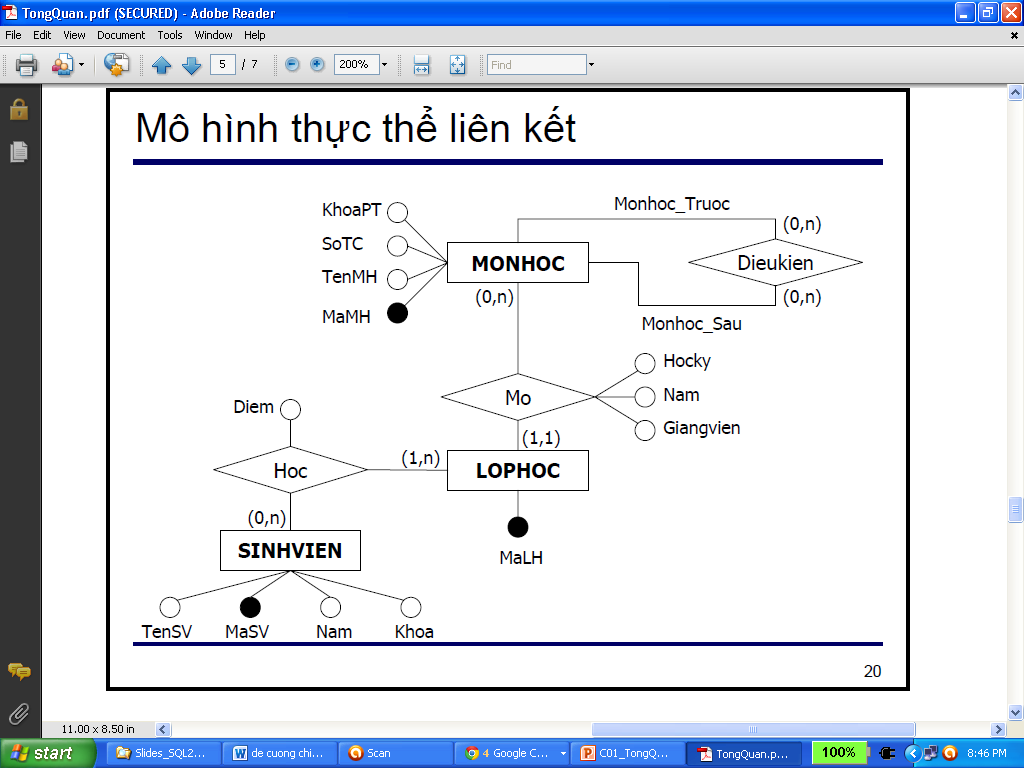 TongQuan.pdf (SECURED) - Adobe Reader
File Edit View Document Tools Window Help
5 / 7 200% Find
Mô hình thực thể liên kết
Monhoc_Truoc
KhoaPT
(0,n)
SoTC
MONHOC
Dieukien
TenMH
(0,n)
(0,n)
MaMH
Monhoc_Sau
Hocky
Mo
Nam
Diem
Giangvien
(1,1)
(1,n)
Hoc
LOPHOC
(0,n)
SINHVIEN
MaLH
TenSV MaSV Nam Khoa
20
11.00 x 8.50 in
start Slides_SQL2... de cuong chi... Scan 4 Google C... C01_TongQ... TongQuan.p... 100% 8:46 PM